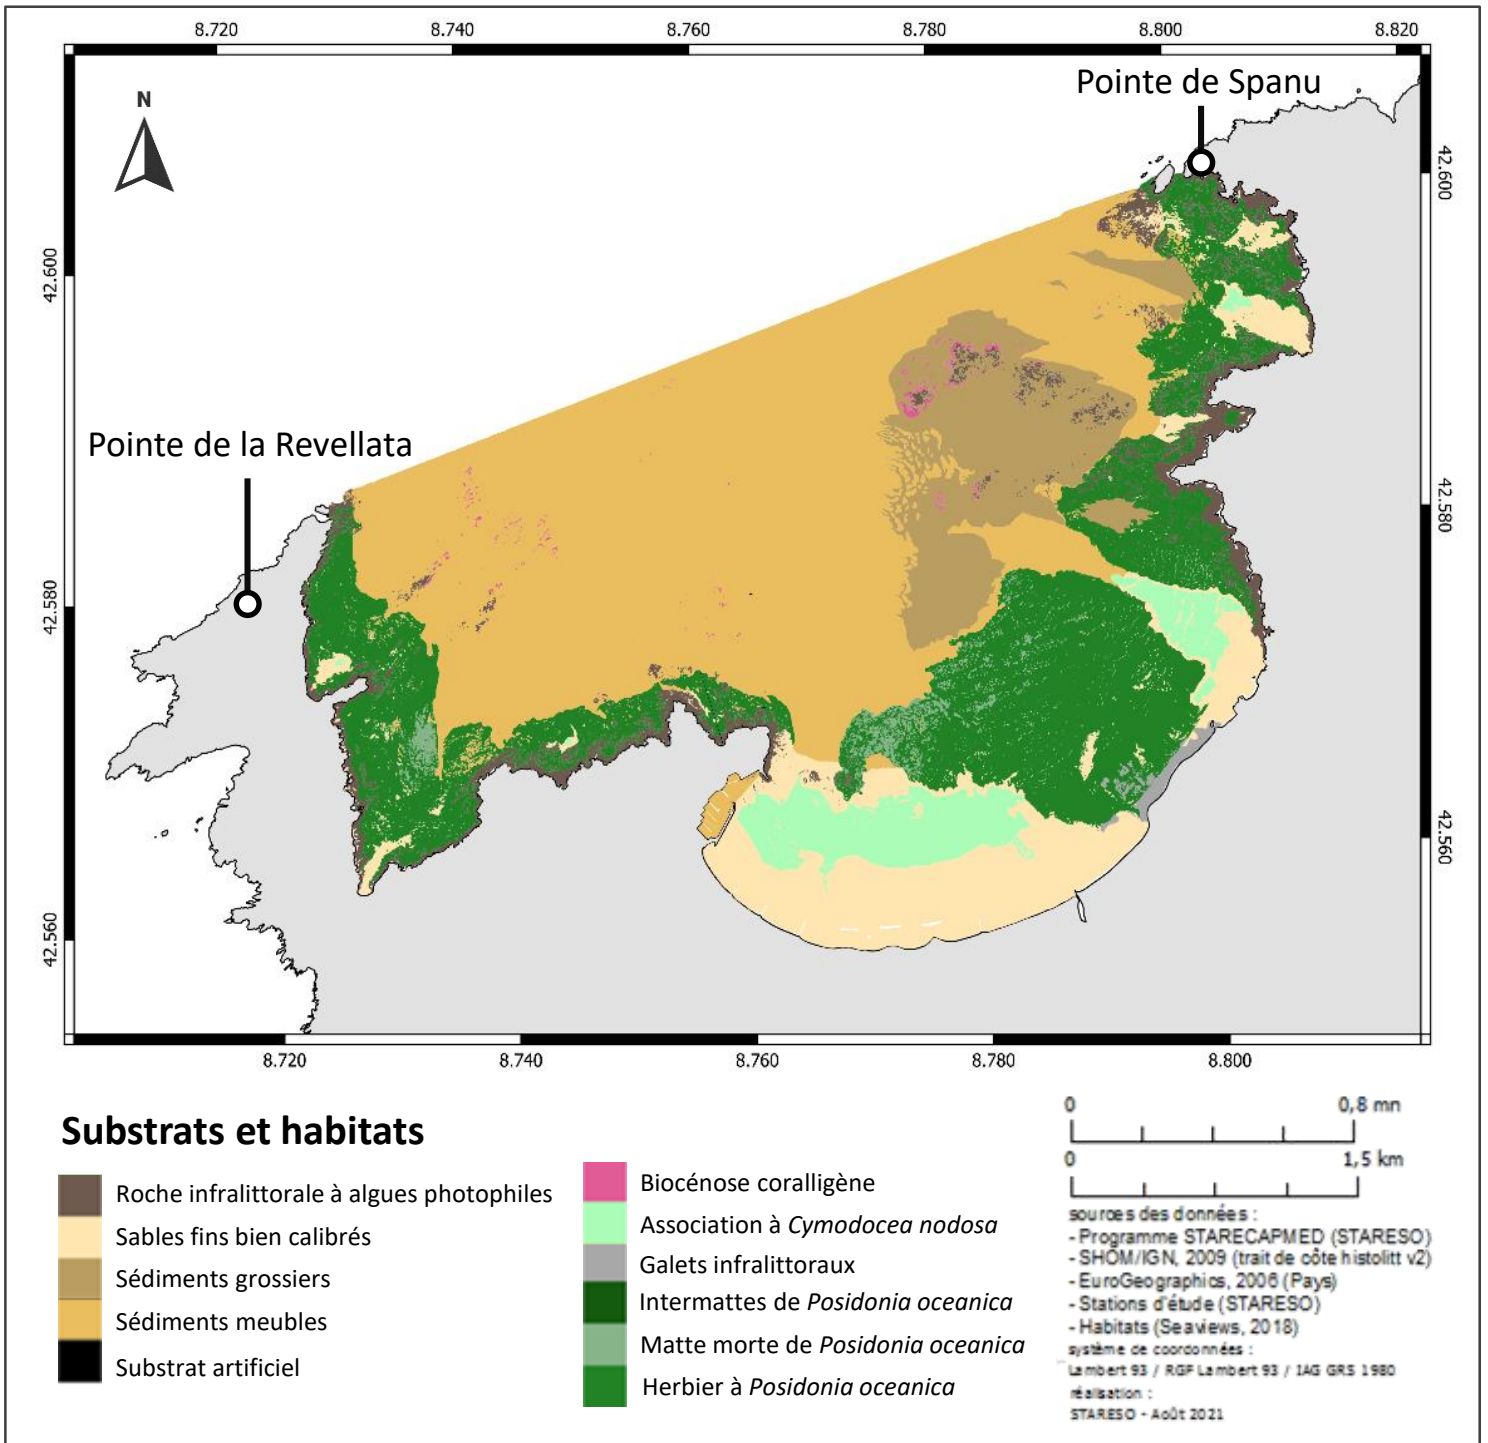 8.720 8.740 8.760 8.780 8.800 8.820
Pointe de Spanu
N
42.600
42.600
Pointe de la Revellata
42.580
42.580
42.560
42.560
8.720 8.740 8.760 8.780 8.800
Substrats et habitats
Roche infralittorale à algues photophiles
Sables fins bien calibrés
Sédiments grossiers
Sédiments meubles
Substrat artificiel
Biocénose coralligène
Association à Cymodocea nodosa
Galets infralittoraux
Intermattes de Posidonia oceanica
Matte morte de Posidonia oceanica
Herbier à Posidonia oceanica
0 0,8 mn
0 1,5 km
sources des données :
- Programme STARECAPMED (STARESO)
- SHOM/IGN, 2009 (trait de côte histolitt v2)
- EuroGeographics, 2006 (Pays)
- Stations d'étude (STARESO)
- Habitats (Seaviews, 2018)
système de coordonnées :
Lambert 93 / RGF Lambert 93 / IAG GRS 1980
réalisation :
STARESO - Août 2021